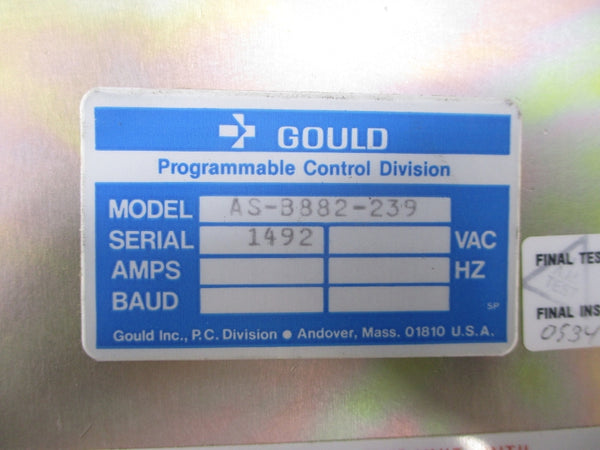 GOULD
Programmable Control Division
MODEL AS-B882-239
SERIAL 1492 VAC
AMPS HZ
BAUD
SP
Gould Inc., P.C. Division ● Andover, Mass. 01810 U.S.A.
FINAL TES
TEST
FINAL INS
0534